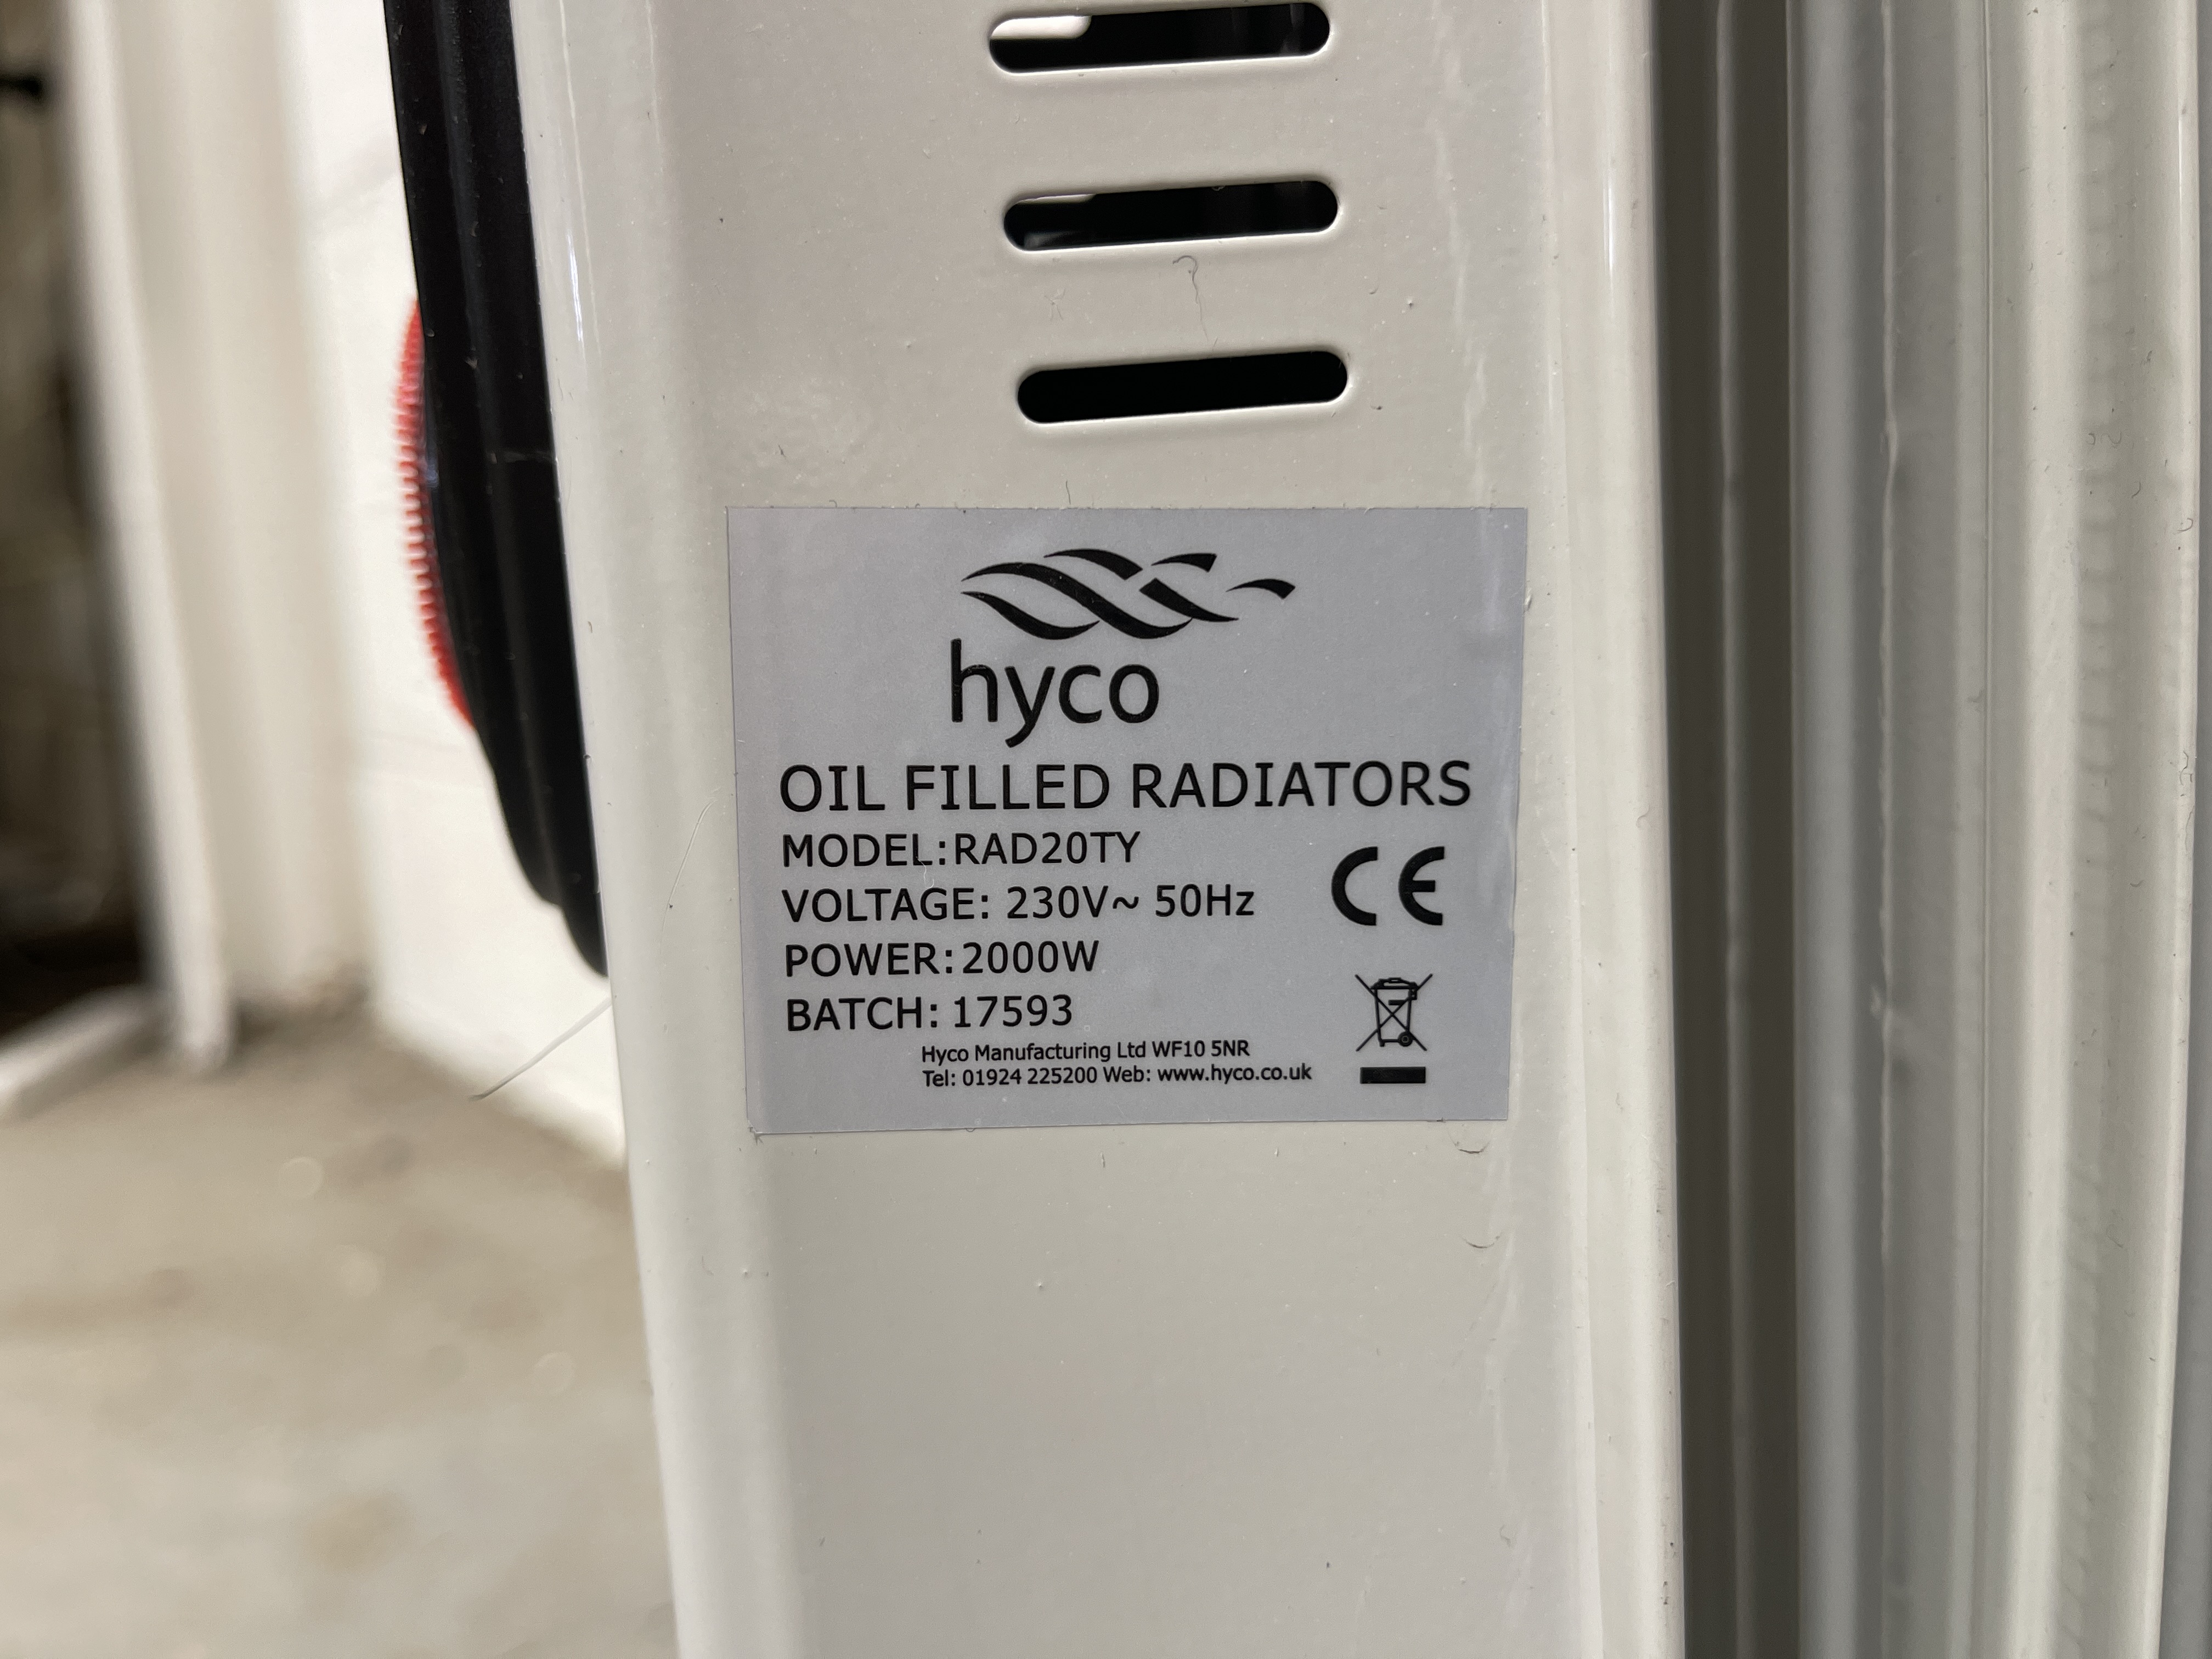 hyco
OIL FILLED RADIATORS
MODEL:RAD20TY
VOLTAGE: 230V~ 50Hz
POWER:2000W
BATCH: 17593
CE
Hyco Manufacturing Ltd WF10 5NR
Tel: 01924 225200 Web: www.hyco.co.uk